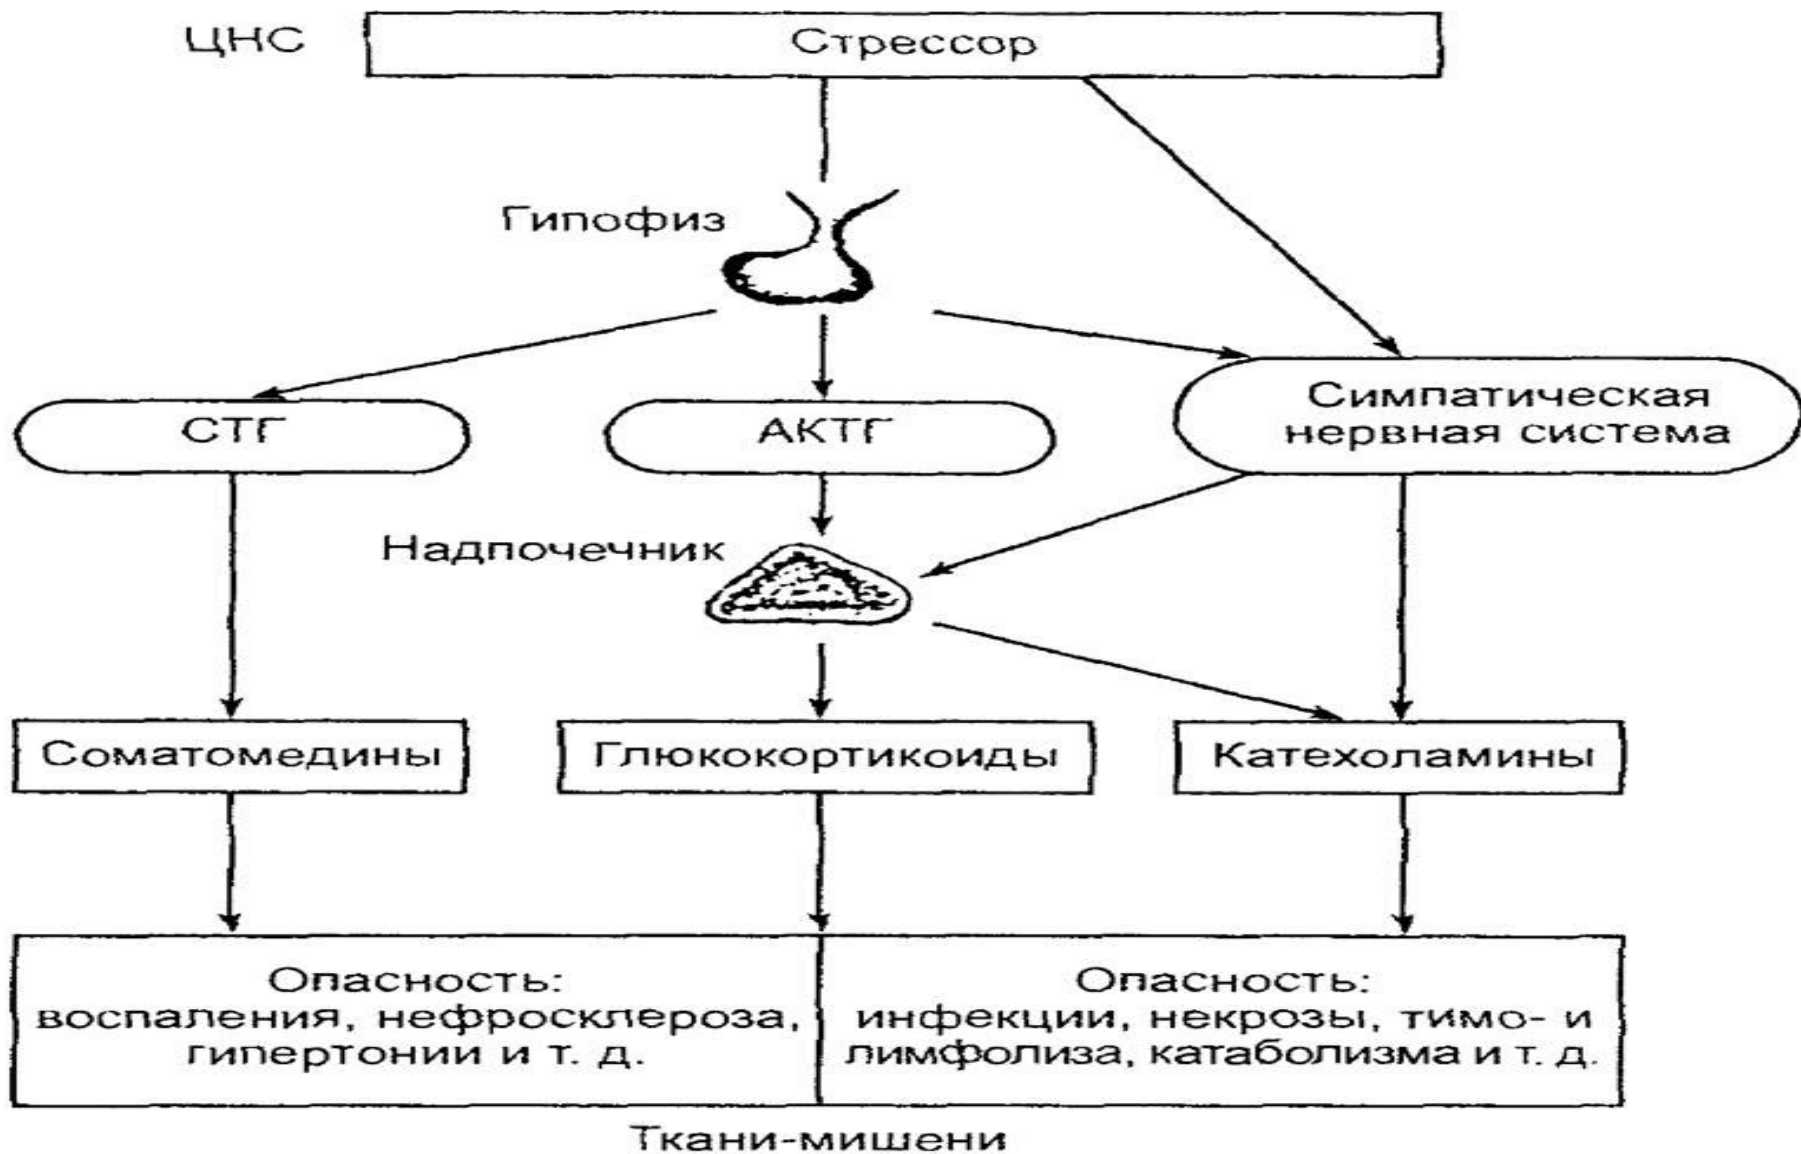 ЦНС
Стрессор
Гипофиз
СТГ
АКТГ
Симпатическая
нервная система
Надпочечник
Соматомедины
Глюкокортикоиды
Катехоламины
Опасность:
воспаления, нефросклероза,
гипертонии и т. д.
Опасность:
инфекции, некрозы, тимо- и
лимфолиза, катаболизма и т. д.
Ткани-мишени